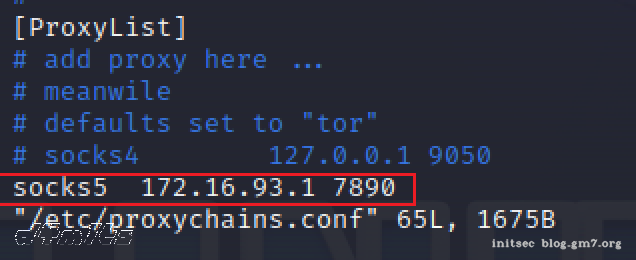 #
[ProxyList]
# add proxy here ...
# meanwile
# defaults set to "tor"
# socks4 127.0.0.1 9050
socks5 172.16.93.1 7890
"/etc/proxychains.conf" 65L, 1675B
initsec blog.gm7.org